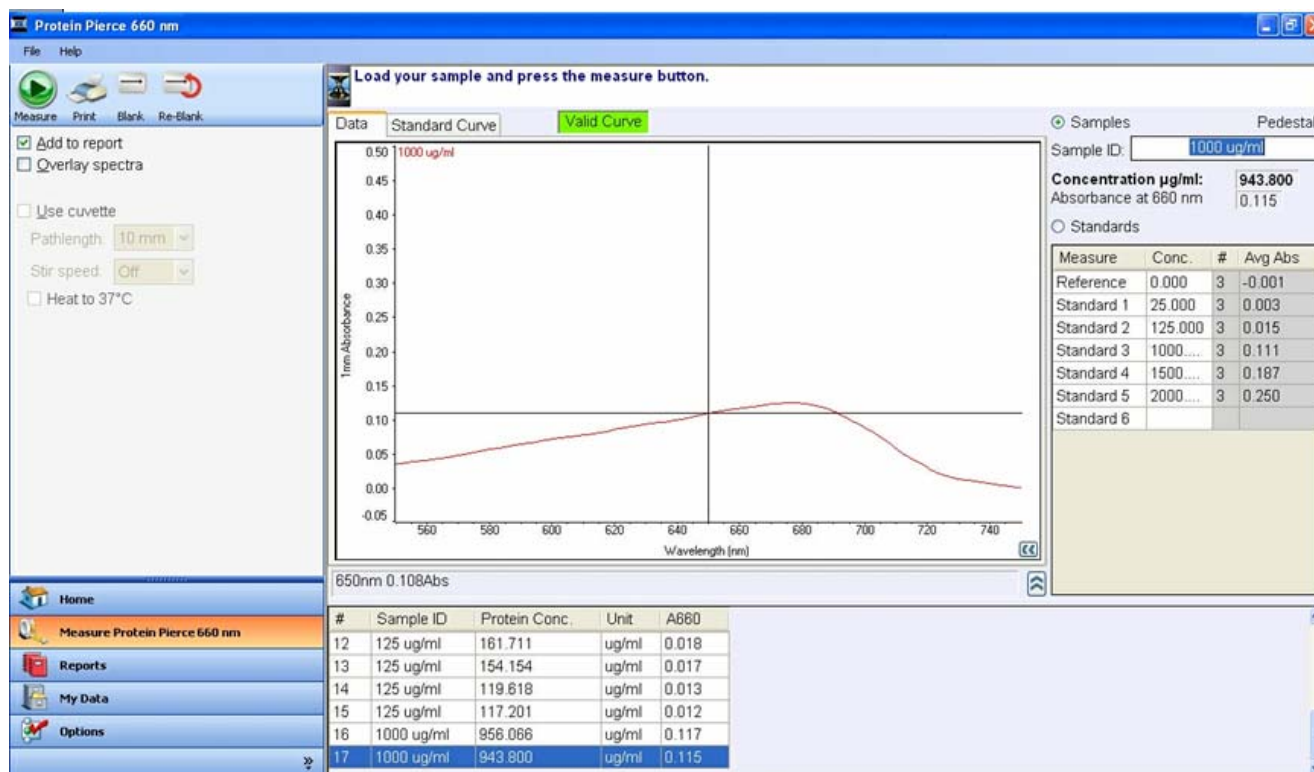 Protein Pierce 660 nm
File Help
Measure Print Blank Re-Blank
Add to report
Overlay spectra
Use cuvette
Pathlength: 10 mm
Stir speed: Off
Heat to 37°C
Home
Measure Protein Pierce 660 nm
Reports
My Data
Options
Load your sample and press the measure button.
Data Standard Curve Valid Curve
1000 ug/ml
0.50
0.45
0.40
0.35
0.30
0.25
0.20
0.15
0.10
0.05
0.00
-0.05
1mm Absorbance
560 580 600 620 640 660 680 700 720 740
Wavelength (nm)
650nm 0.108Abs
Samples Pedestal
Sample ID: 1000 ug/ml
Concentration µg/ml: 943.800
Absorbance at 660 nm 0.115
Standards
Measure Conc. # Avg Abs
Reference 0.000 3 -0.001
Standard 1 25.000 3 0.003
Standard 2 125.000 3 0.015
Standard 3 1000.... 3 0.111
Standard 4 1500.... 3 0.187
Standard 5 2000.... 3 0.250
Standard 6
# Sample ID Protein Conc. Unit A660
12 125 ug/ml 161.711 ug/ml 0.018
13 125 ug/ml 154.154 ug/ml 0.017
14 125 ug/ml 119.618 ug/ml 0.013
15 125 ug/ml 117.201 ug/ml 0.012
16 1000 ug/ml 956.066 ug/ml 0.117
17 1000 ug/ml 943.800 ug/ml 0.115